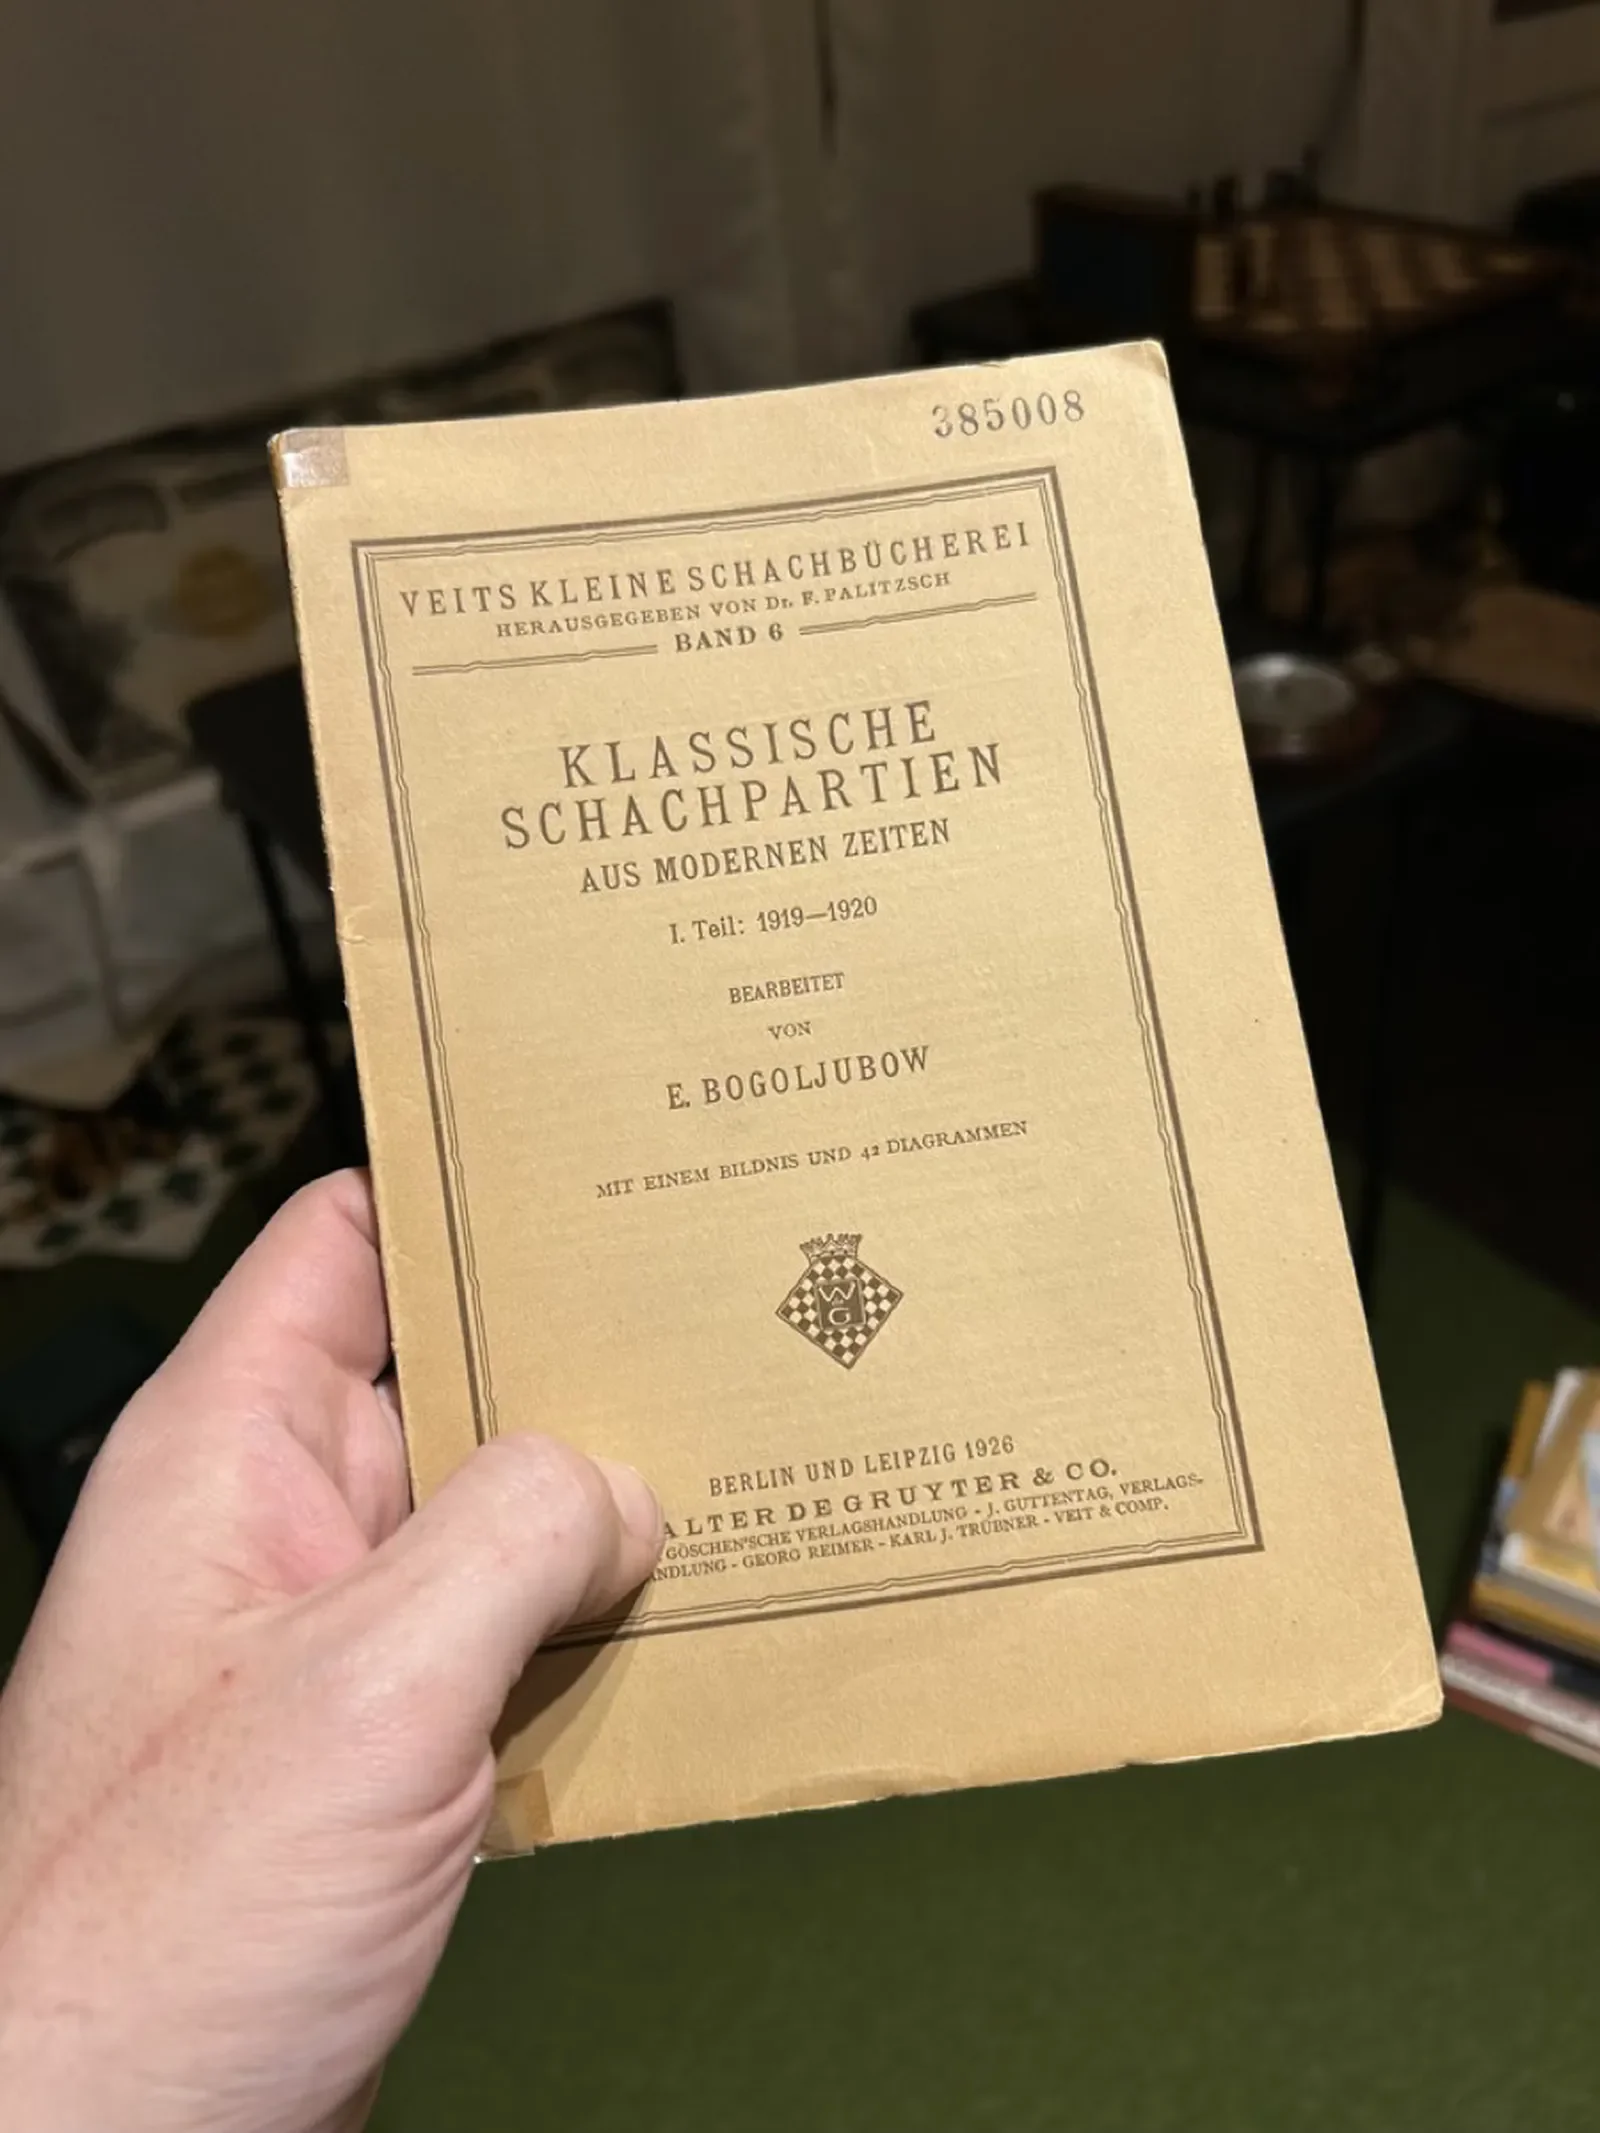 385008
VEITS KLEINE SCHACHBÜCHEREI
HERAUSGEGEBEN VON Dr. F. PALITZSCH
BAND 6
KLASSISCHE
SCHACHPARTIEN
AUS MODERNEN ZEITEN
I. Teil: 1919—1920
BEARBEITET
VON
E. BOGOLJUBOW
MIT EINEM BILDNIS UND 42 DIAGRAMMEN
W
G
BERLIN UND LEIPZIG 1926
ALTER DE GRUYTER & CO.
GÖSCHEN'SCHE VERLAGSHANDLUNG - J. GUTTENTAG, VERLAGS-
NDLUNG - GEORG REIMER - KARL J. TRÜBNER - VEIT & COMP.